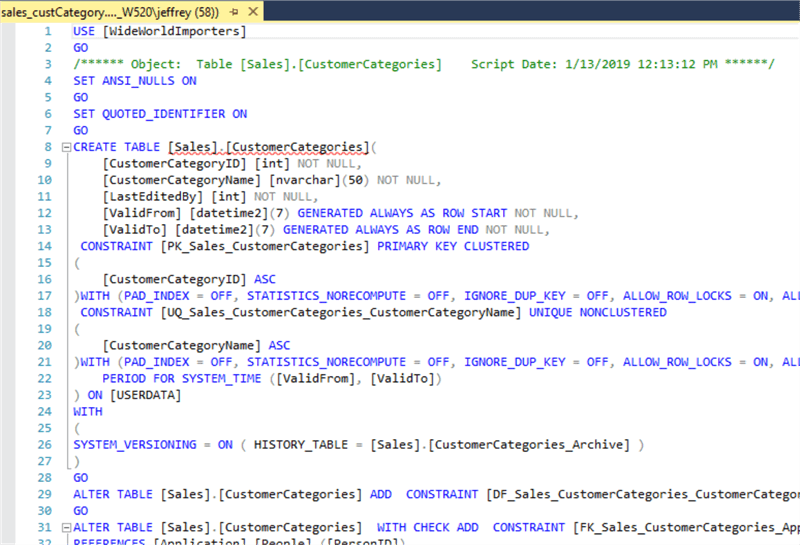 sales_custCategory...._W520\jeffrey (58))
1 USE [WideWorldImporters]
2 GO
3 /****** Object:  Table [Sales].[CustomerCategories]    Script Date: 1/13/2019 12:13:12 PM ******/
4 SET ANSI_NULLS ON
5 GO
6 SET QUOTED_IDENTIFIER ON
7 GO
8 CREATE TABLE [Sales].[CustomerCategories](
9     [CustomerCategoryID] [int] NOT NULL,
10     [CustomerCategoryName] [nvarchar](50) NOT NULL,
11     [LastEditedBy] [int] NOT NULL,
12     [ValidFrom] [datetime2](7) GENERATED ALWAYS AS ROW START NOT NULL,
13     [ValidTo] [datetime2](7) GENERATED ALWAYS AS ROW END NOT NULL,
14  CONSTRAINT [PK_Sales_CustomerCategories] PRIMARY KEY CLUSTERED
15 (
16     [CustomerCategoryID] ASC
17 )WITH (PAD_INDEX = OFF, STATISTICS_NORECOMPUTE = OFF, IGNORE_DUP_KEY = OFF, ALLOW_ROW_LOCKS = ON,
18  CONSTRAINT [UQ_Sales_CustomerCategories_CustomerCategoryName] UNIQUE NONCLUSTERED
19 (
20     [CustomerCategoryName] ASC
21 )WITH (PAD_INDEX = OFF, STATISTICS_NORECOMPUTE = OFF, IGNORE_DUP_KEY = OFF, ALLOW_ROW_LOCKS = ON,
22     PERIOD FOR SYSTEM_TIME ([ValidFrom], [ValidTo])
23 ) ON [USERDATA]
24 WITH
25 (
26 SYSTEM_VERSIONING = ON ( HISTORY_TABLE = [Sales].[CustomerCategories_Archive] )
27 )
28 GO
29 ALTER TABLE [Sales].[CustomerCategories] ADD  CONSTRAINT [DF_Sales_CustomerCategories_CustomerCatego
30 GO
31 ALTER TABLE [Sales].[CustomerCategories]  WITH CHECK ADD  CONSTRAINT [FK_Sales_CustomerCategories_App
32 REFERENCES [Application].[People] ([PersonID])